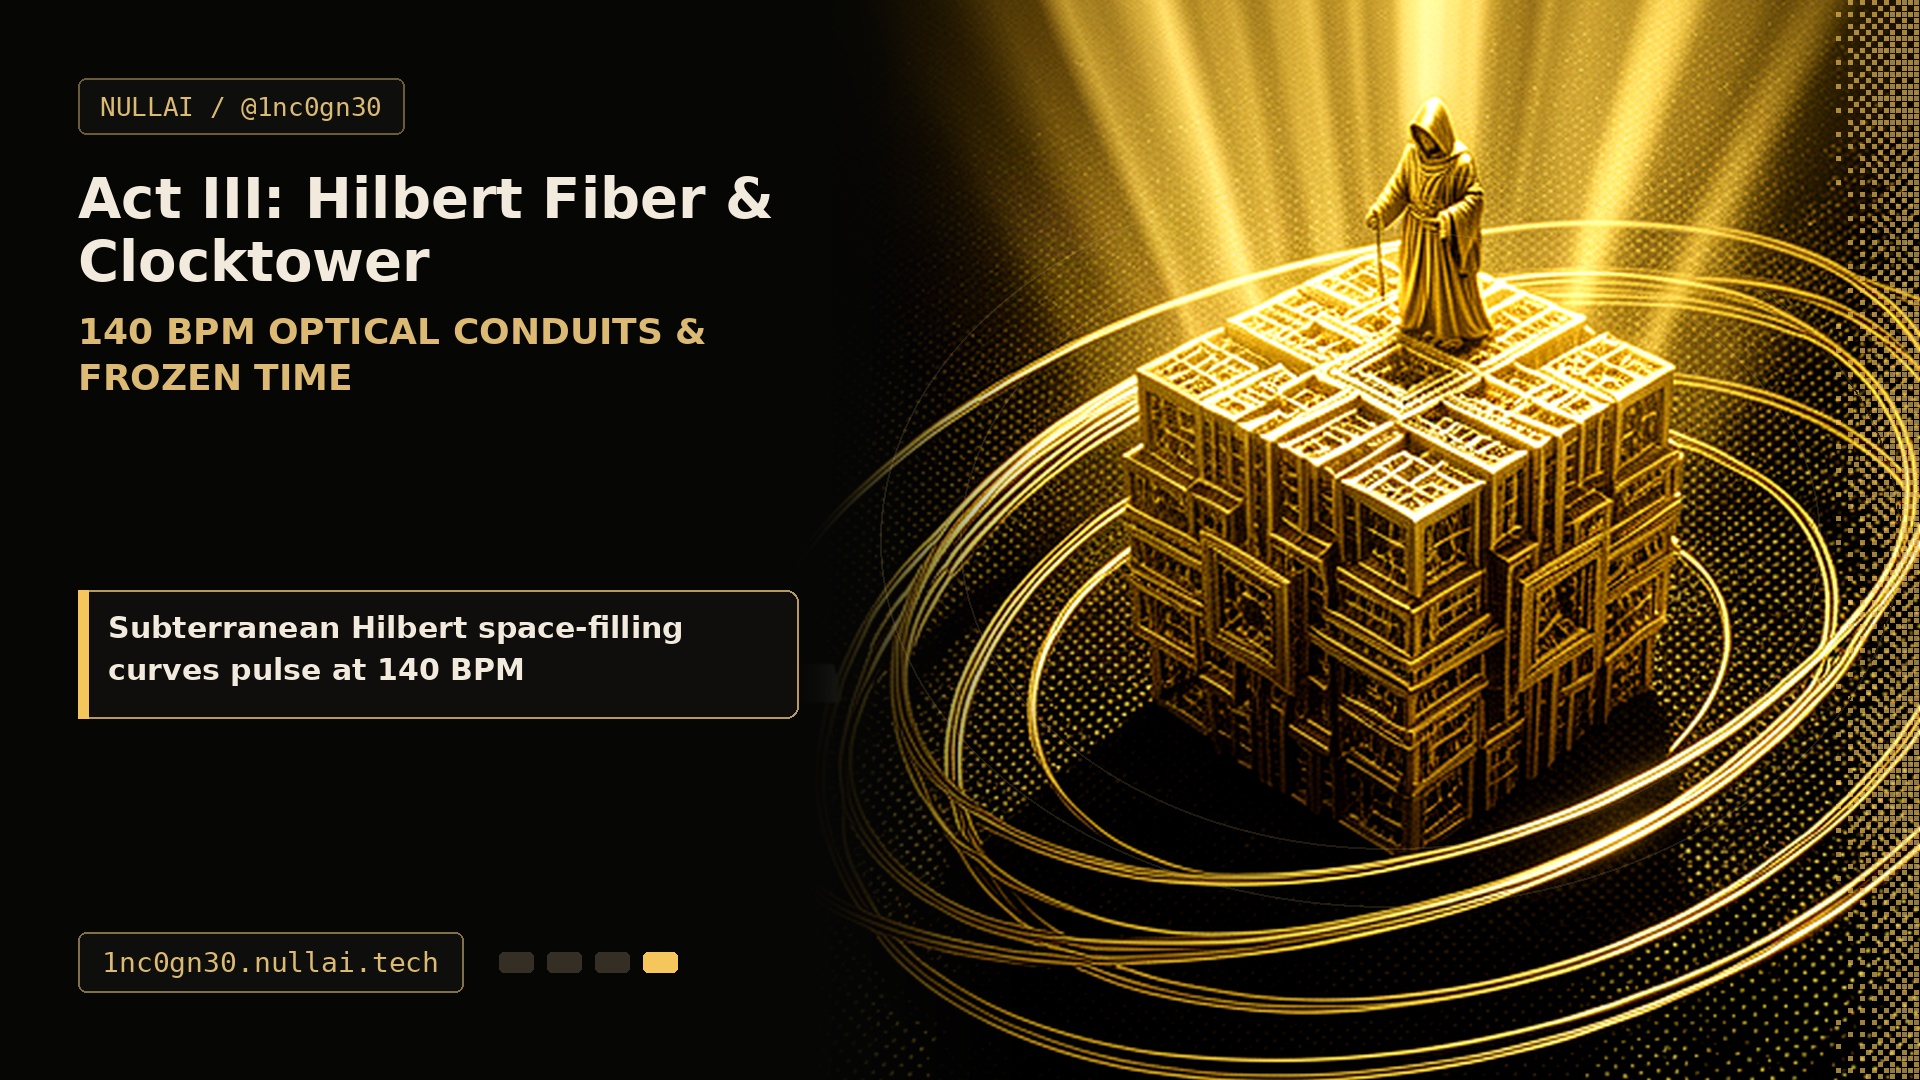 NULLAI / @1nc0gn30
Act III: Hilbert Fiber &
Clocktower
140 BPM OPTICAL CONDUITS &
FROZEN TIME
Subterranean Hilbert space-filling
curves pulse at 140 BPM
1nc0gn30.nullai.tech